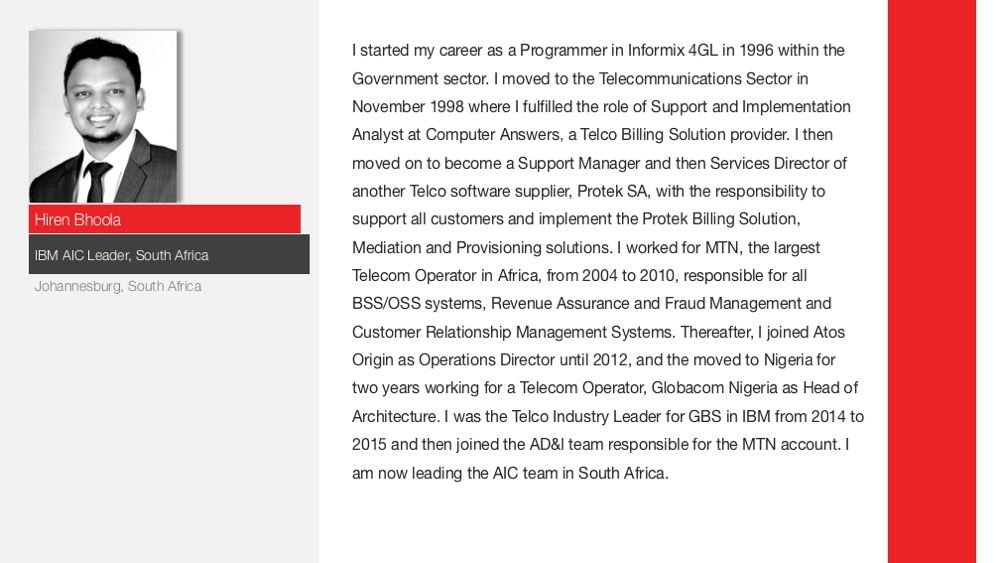 Hiren Bhoola
IBM AIC Leader, South Africa
Johannesburg, South Africa
I started my career as a Programmer in Informix 4GL in 1996 within the
Government sector. I moved to the Telecommunications Sector in
November 1998 where I fulfilled the role of Support and Implementation
Analyst at Computer Answers, a Telco Billing Solution provider. I then
moved on to become a Support Manager and then Services Director of
another Telco software supplier, Protek SA, with the responsibility to
support all customers and implement the Protek Billing Solution,
Mediation and Provisioning solutions. I worked for MTN, the largest
Telecom Operator in Africa, from 2004 to 2010, responsible for all
BSS/OSS systems, Revenue Assurance and Fraud Management and
Customer Relationship Management Systems. Thereafter, I joined Atos
Origin as Operations Director until 2012, and the moved to Nigeria for
two years working for a Telecom Operator, Globacom Nigeria as Head of
Architecture. I was the Telco Industry Leader for GBS in IBM from 2014 to
2015 and then joined the AD&I team responsible for the MTN account. I
am now leading the AIC team in South Africa.